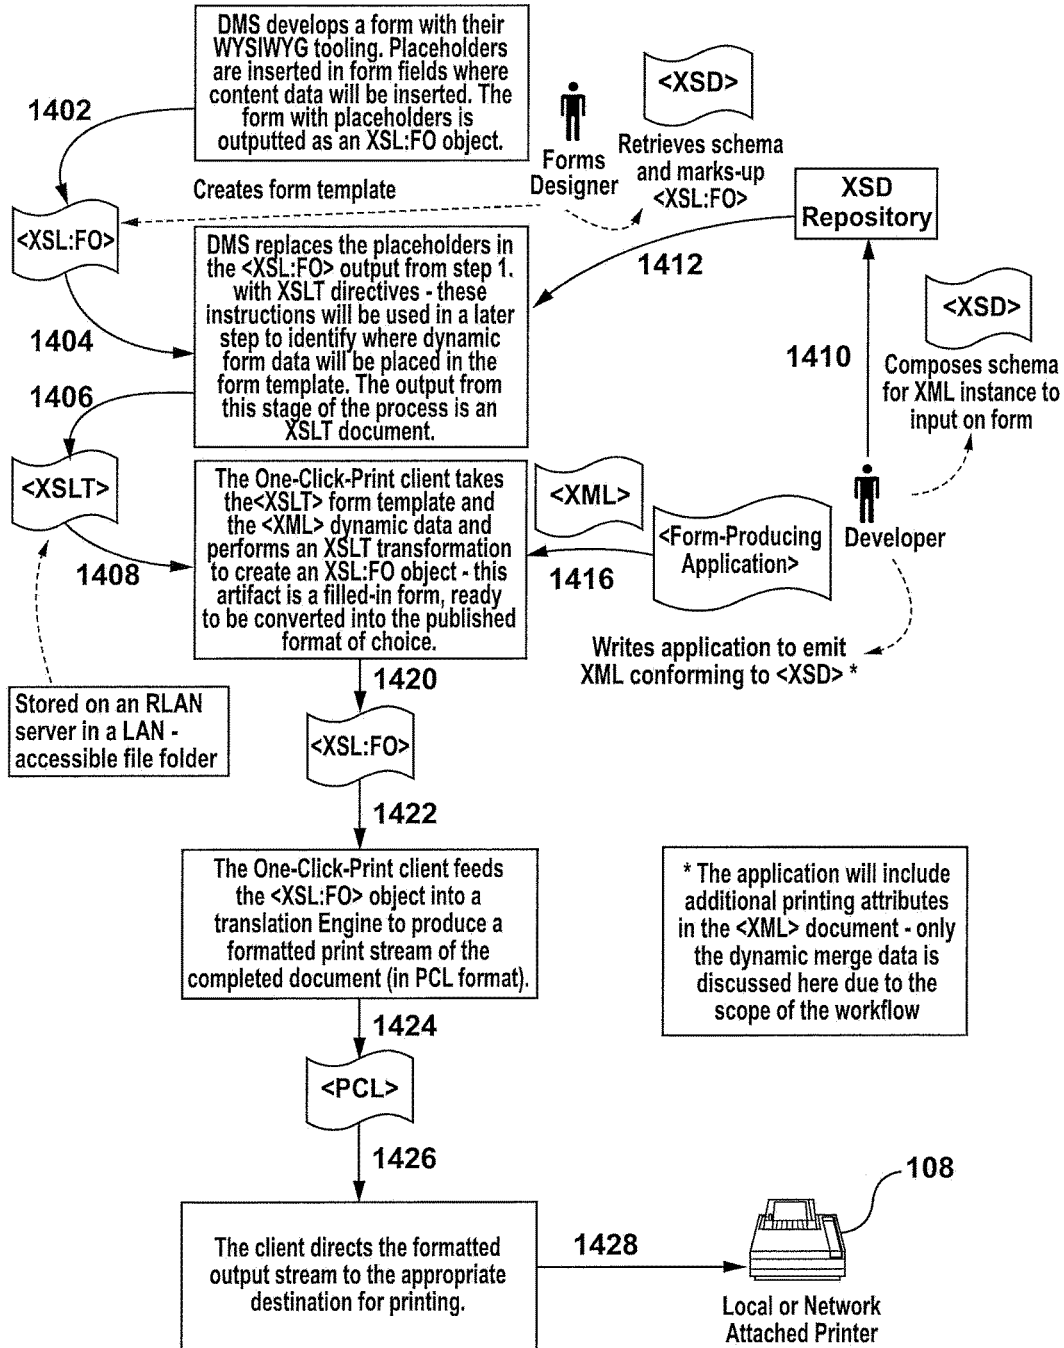 DMS develops a form with their
WYSIWYG tooling. Placeholders
are inserted in form fields where
content data will be inserted. The
form with placeholders is
outputted as an XSL:FO object.
1402
Forms
Designer
<XSD>
Retrieves schema
and marks-up
<XSL:FO>
Creates form template
<XSL:FO>
XSD
Repository
DMS replaces the placeholders in
the <XSL:FO> output from step 1.
with XSLT directives - these
instructions will be used in a later
step to identify where dynamic
form data will be placed in the
form template. The output from
this stage of the process is an
XSLT document.
1412
<XSD>
1404
1410
Composes schema
for XML instance to
input on form
1406
<XSLT>
The One-Click-Print client takes
the<XSLT> form template and
the <XML> dynamic data and
performs an XSLT transformation
to create an XSL:FO object - this
artifact is a filled-in form, ready
to be converted into the published
format of choice.
<XML>
<Form-Producing
Application>
Developer
1408
1416
Writes application to emit
XML conforming to <XSD> *
1420
Stored on an RLAN
server in a LAN -
accessible file folder
<XSL:FO>
1422
The One-Click-Print client feeds
the <XSL:FO> object into a
translation Engine to produce a
formatted print stream of the
completed document (in PCL format).
* The application will include
additional printing attributes
in the <XML> document - only
the dynamic merge data is
discussed here due to the
scope of the workflow
1424
<PCL>
1426
108
The client directs the formatted
output stream to the appropriate
destination for printing.
1428
Local or Network
Attached Printer